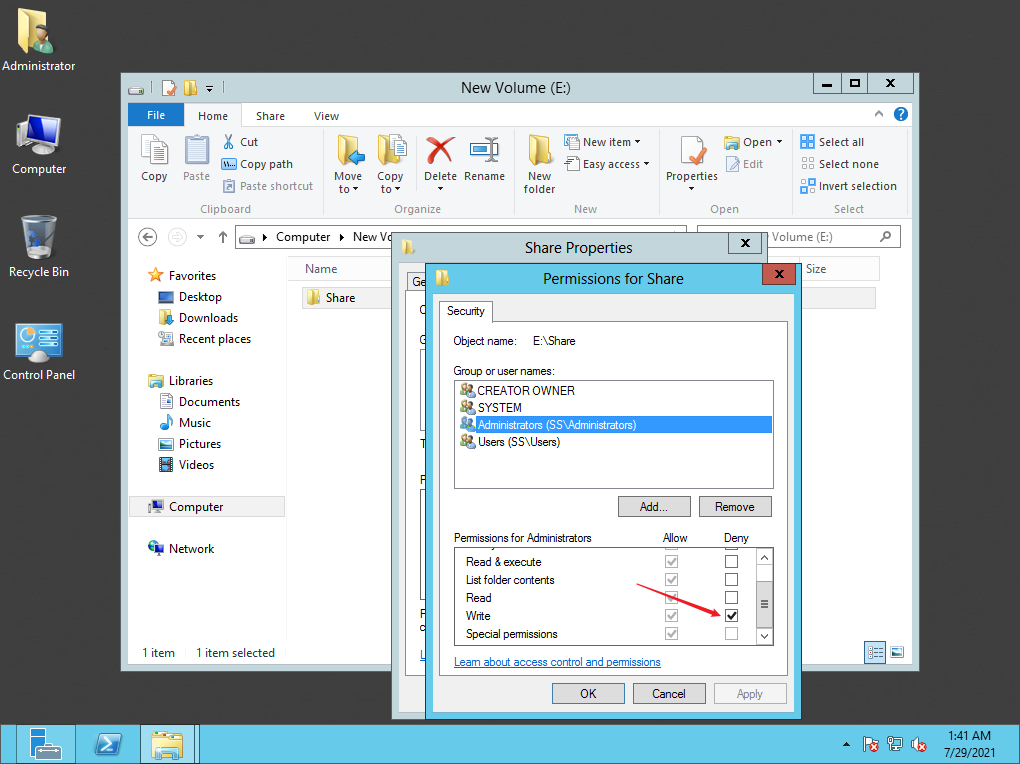 Administrator
Computer
Recycle Bin
Control Panel
New Volume (E:)
File
Home
Share
View
Copy
Paste
Cut
Copy path
Paste shortcut
Clipboard
Move to
Copy to
Delete
Rename
Organize
New folder
New item
Easy access
New
Properties
Open
Edit
Open
Select all
Select none
Invert selection
Select
Computer
New Vo
Volume (E:)
Favorites
Desktop
Downloads
Recent places
Libraries
Documents
Music
Pictures
Videos
Computer
Network
Name
Size
Share
1 item
1 item selected
Share Properties
Ge
Permissions for Share
Security
Object name: E:\Share
Group or user names:
CREATOR OWNER
SYSTEM
Administrators (SS\Administrators)
Users (SS\Users)
Add...
Remove
Permissions for Administrators
Allow
Deny
Read & execute
List folder contents
Read
Write
Special permissions
Learn about access control and permissions
OK
Cancel
Apply
1:41 AM
7/29/2021